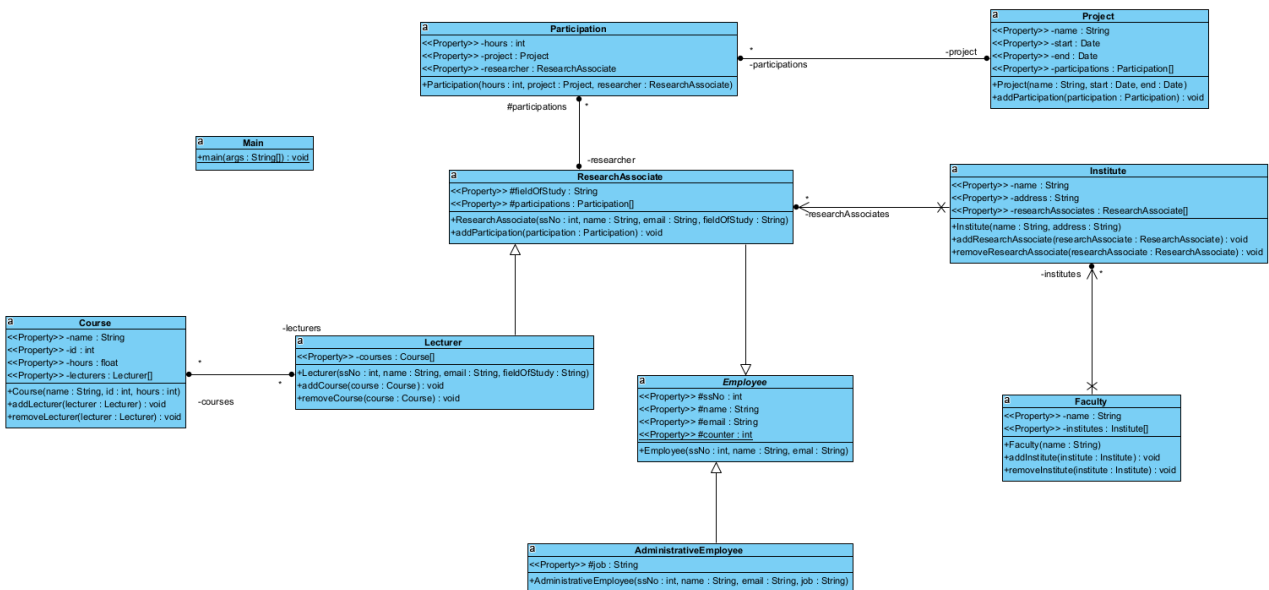 a
Participation
<<Property>> -hours : int
<<Property>> -project : Project
<<Property>> -researcher : ResearchAssociate
+Participation(hours : int, project : Project, researcher : ResearchAssociate)
*
-participations
-project
a
Project
<<Property>> -name : String
<<Property>> -start : Date
<<Property>> -end : Date
<<Property>> -participations : Participation[]
+Project(name : String, start : Date, end : Date)
+addParticipation(participation : Participation) : void
#participations
*
-researcher
a
Main
+main(args : String[]) : void
a
ResearchAssociate
<<Property>> #fieldOfStudy : String
<<Property>> #participations : Participation[]
+ResearchAssociate(ssNo : int, name : String, email : String, fieldOfStudy : String)
+addParticipation(participation : Participation) : void
*
-researchAssociates
a
Institute
<<Property>> -name : String
<<Property>> -address : String
<<Property>> -researchAssociates : ResearchAssociate[]
+Institute(name : String, address : String)
+addResearchAssociate(researchAssociate : ResearchAssociate) : void
+removeResearchAssociate(researchAssociate : ResearchAssociate) : void
-institutes
*
a
Course
<<Property>> -name : String
<<Property>> -id : int
<<Property>> -hours : float
<<Property>> -lecturers : Lecturer[]
+Course(name : String, id : int, hours : int)
+addLecturer(lecturer : Lecturer) : void
+removeLecturer(lecturer : Lecturer) : void
-lecturers
*
*
-courses
a
Lecturer
<<Property>> -courses : Course[]
+Lecturer(ssNo : int, name : String, email : String, fieldOfStudy : String)
+addCourse(course : Course) : void
+removeCourse(course : Course) : void
a
Employee
<<Property>> #ssNo : int
<<Property>> #name : String
<<Property>> #email : String
<<Property>> #counter : int
+Employee(ssNo : int, name : String, emal : String)
a
Faculty
<<Property>> -name : String
<<Property>> -institutes : Institute[]
+Faculty(name : String)
+addInstitute(institute : Institute) : void
+removeInstitute(institute : Institute) : void
a
AdministrativeEmployee
<<Property>> #job : String
+AdministrativeEmployee(ssNo : int, name : String, email : String, job : String)